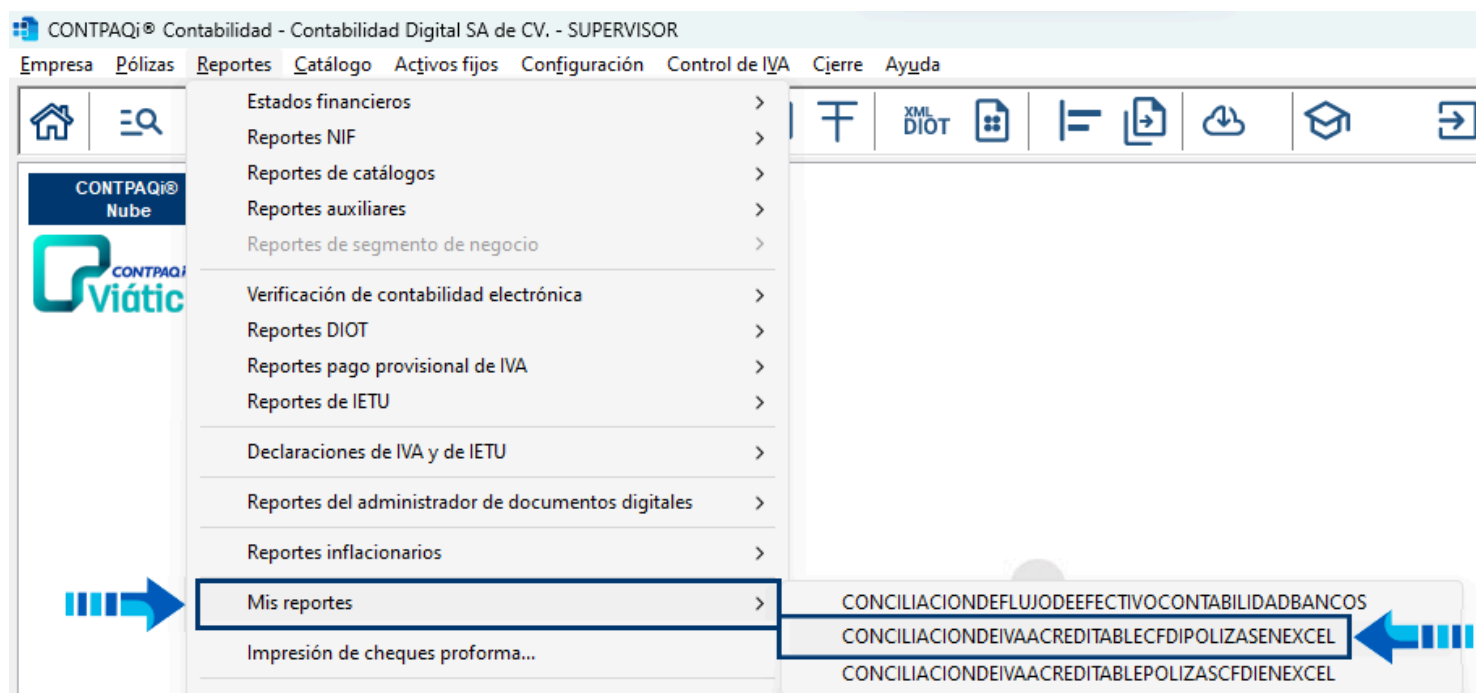 CONTPAQi® Contabilidad - Contabilidad Digital SA de CV. - SUPERVISOR
Empresa Pólizas Reportes Catálogo Activos fijos Configuración Control de IVA Cierre Ayuda
XML
DIOT
CONTPAQi®
Nube
CONTPAQi
Viátic
Estados financieros
Reportes NIF
Reportes de catálogos
Reportes auxiliares
Reportes de segmento de negocio
Verificación de contabilidad electrónica
Reportes DIOT
Reportes pago provisional de IVA
Reportes de IETU
Declaraciones de IVA y de IETU
Reportes del administrador de documentos digitales
Reportes inflacionarios
Mis reportes
Impresión de cheques proforma...
CONCILIACIONDEFLUJODEEFECTIVOCONTABILIDADBANCOS
CONCILIACIONDEIVAACREDITABLECFDIPOLIZASENEXCEL
CONCILIACIONDEIVAACREDITABLEPOLIZASCFDIENEXCEL